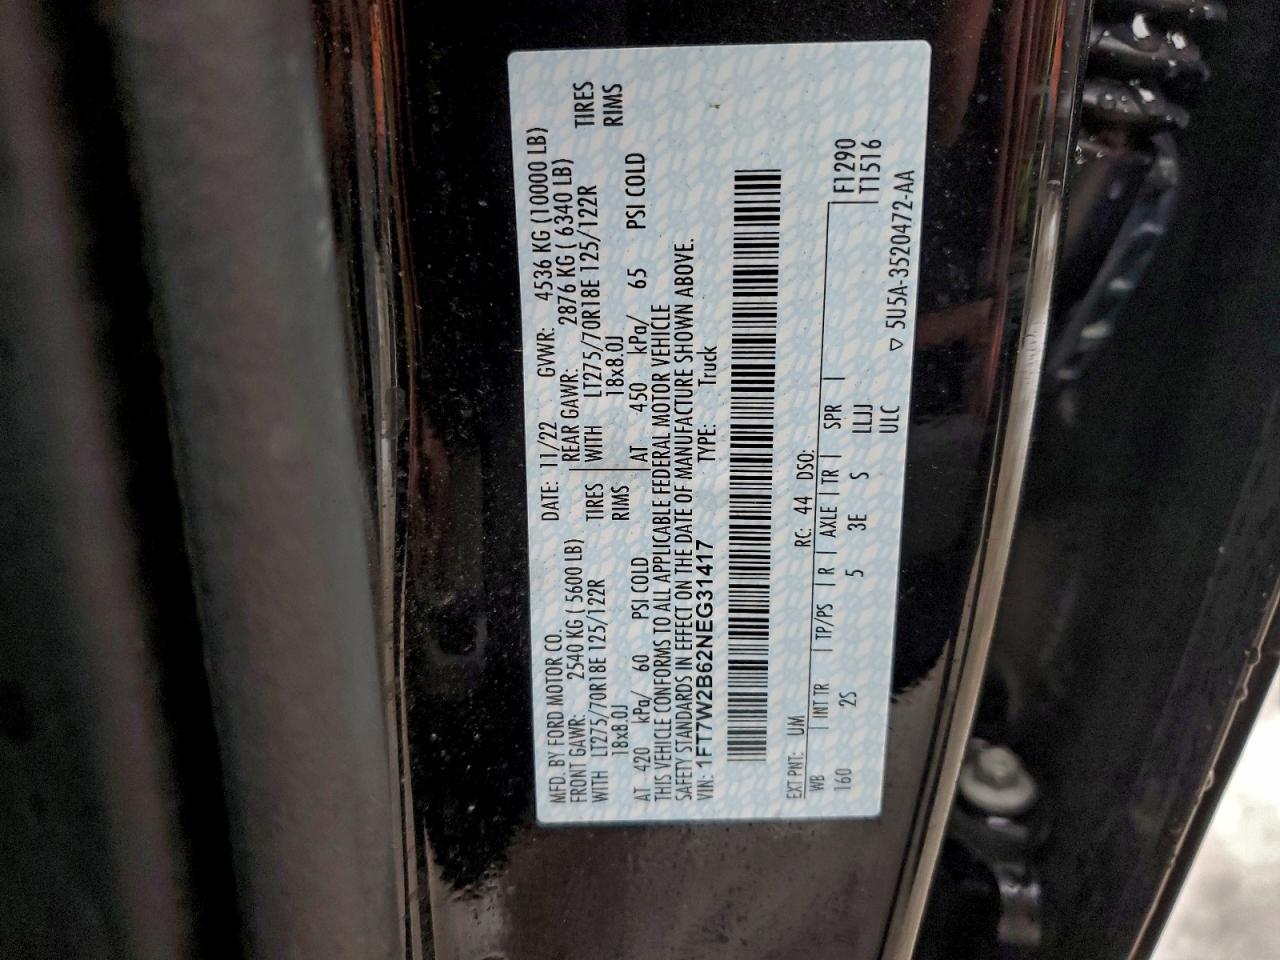 MFD. BY FORD MOTOR CO.
DATE: 11/22 GVWR: 4536 KG (10000 LB)
FRONT GAWR: 2540 KG ( 5600 LB)
REAR GAWR: 2876 KG ( 6340 LB)
WITH LT275/70R18E 125/122R TIRES
WITH LT275/70R18E 125/122R TIRES
18x8.0J RIMS
18x8.0J RIMS
AT 420 kPa/ 60 PSI COLD
AT 450 kPa/ 65 PSI COLD
THIS VEHICLE CONFORMS TO ALL APPLICABLE FEDERAL MOTOR VEHICLE
SAFETY STANDARDS IN EFFECT ON THE DATE OF MANUFACTURE SHOWN ABOVE.
VIN: 1FT7W2B62NEG31417 TYPE: Truck
EXT PNT: UM RC: 44 DSO:
WB INT TR TP/PS R AXLE TR SPR F1290
160 2S 5 3E S LLJJ T1516
ULC
▽ 5U5A-3520472-AA